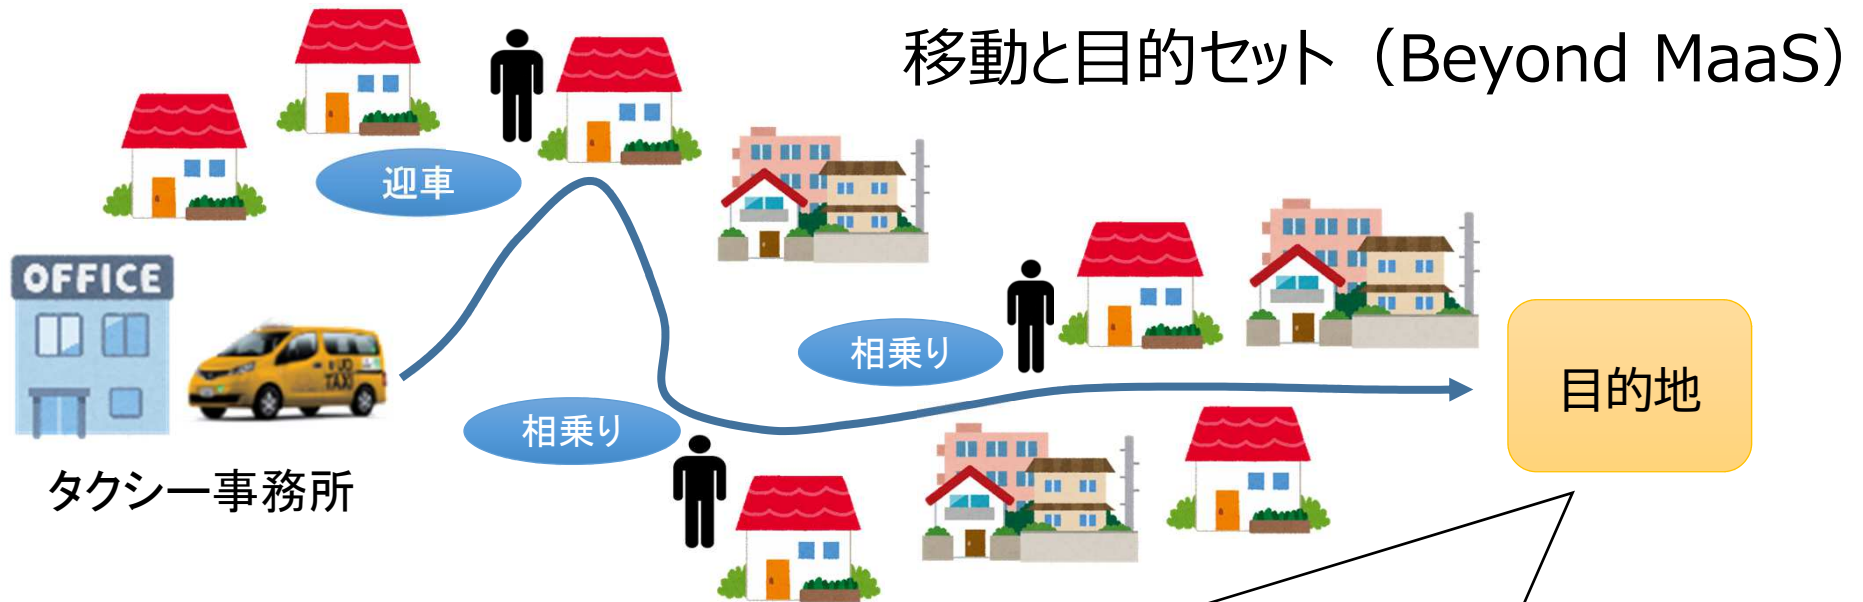 移動と目的セット（Beyond MaaS）
迎車
OFFICE
相乗り
目的地
相乗り
TAXI
タクシー事務所